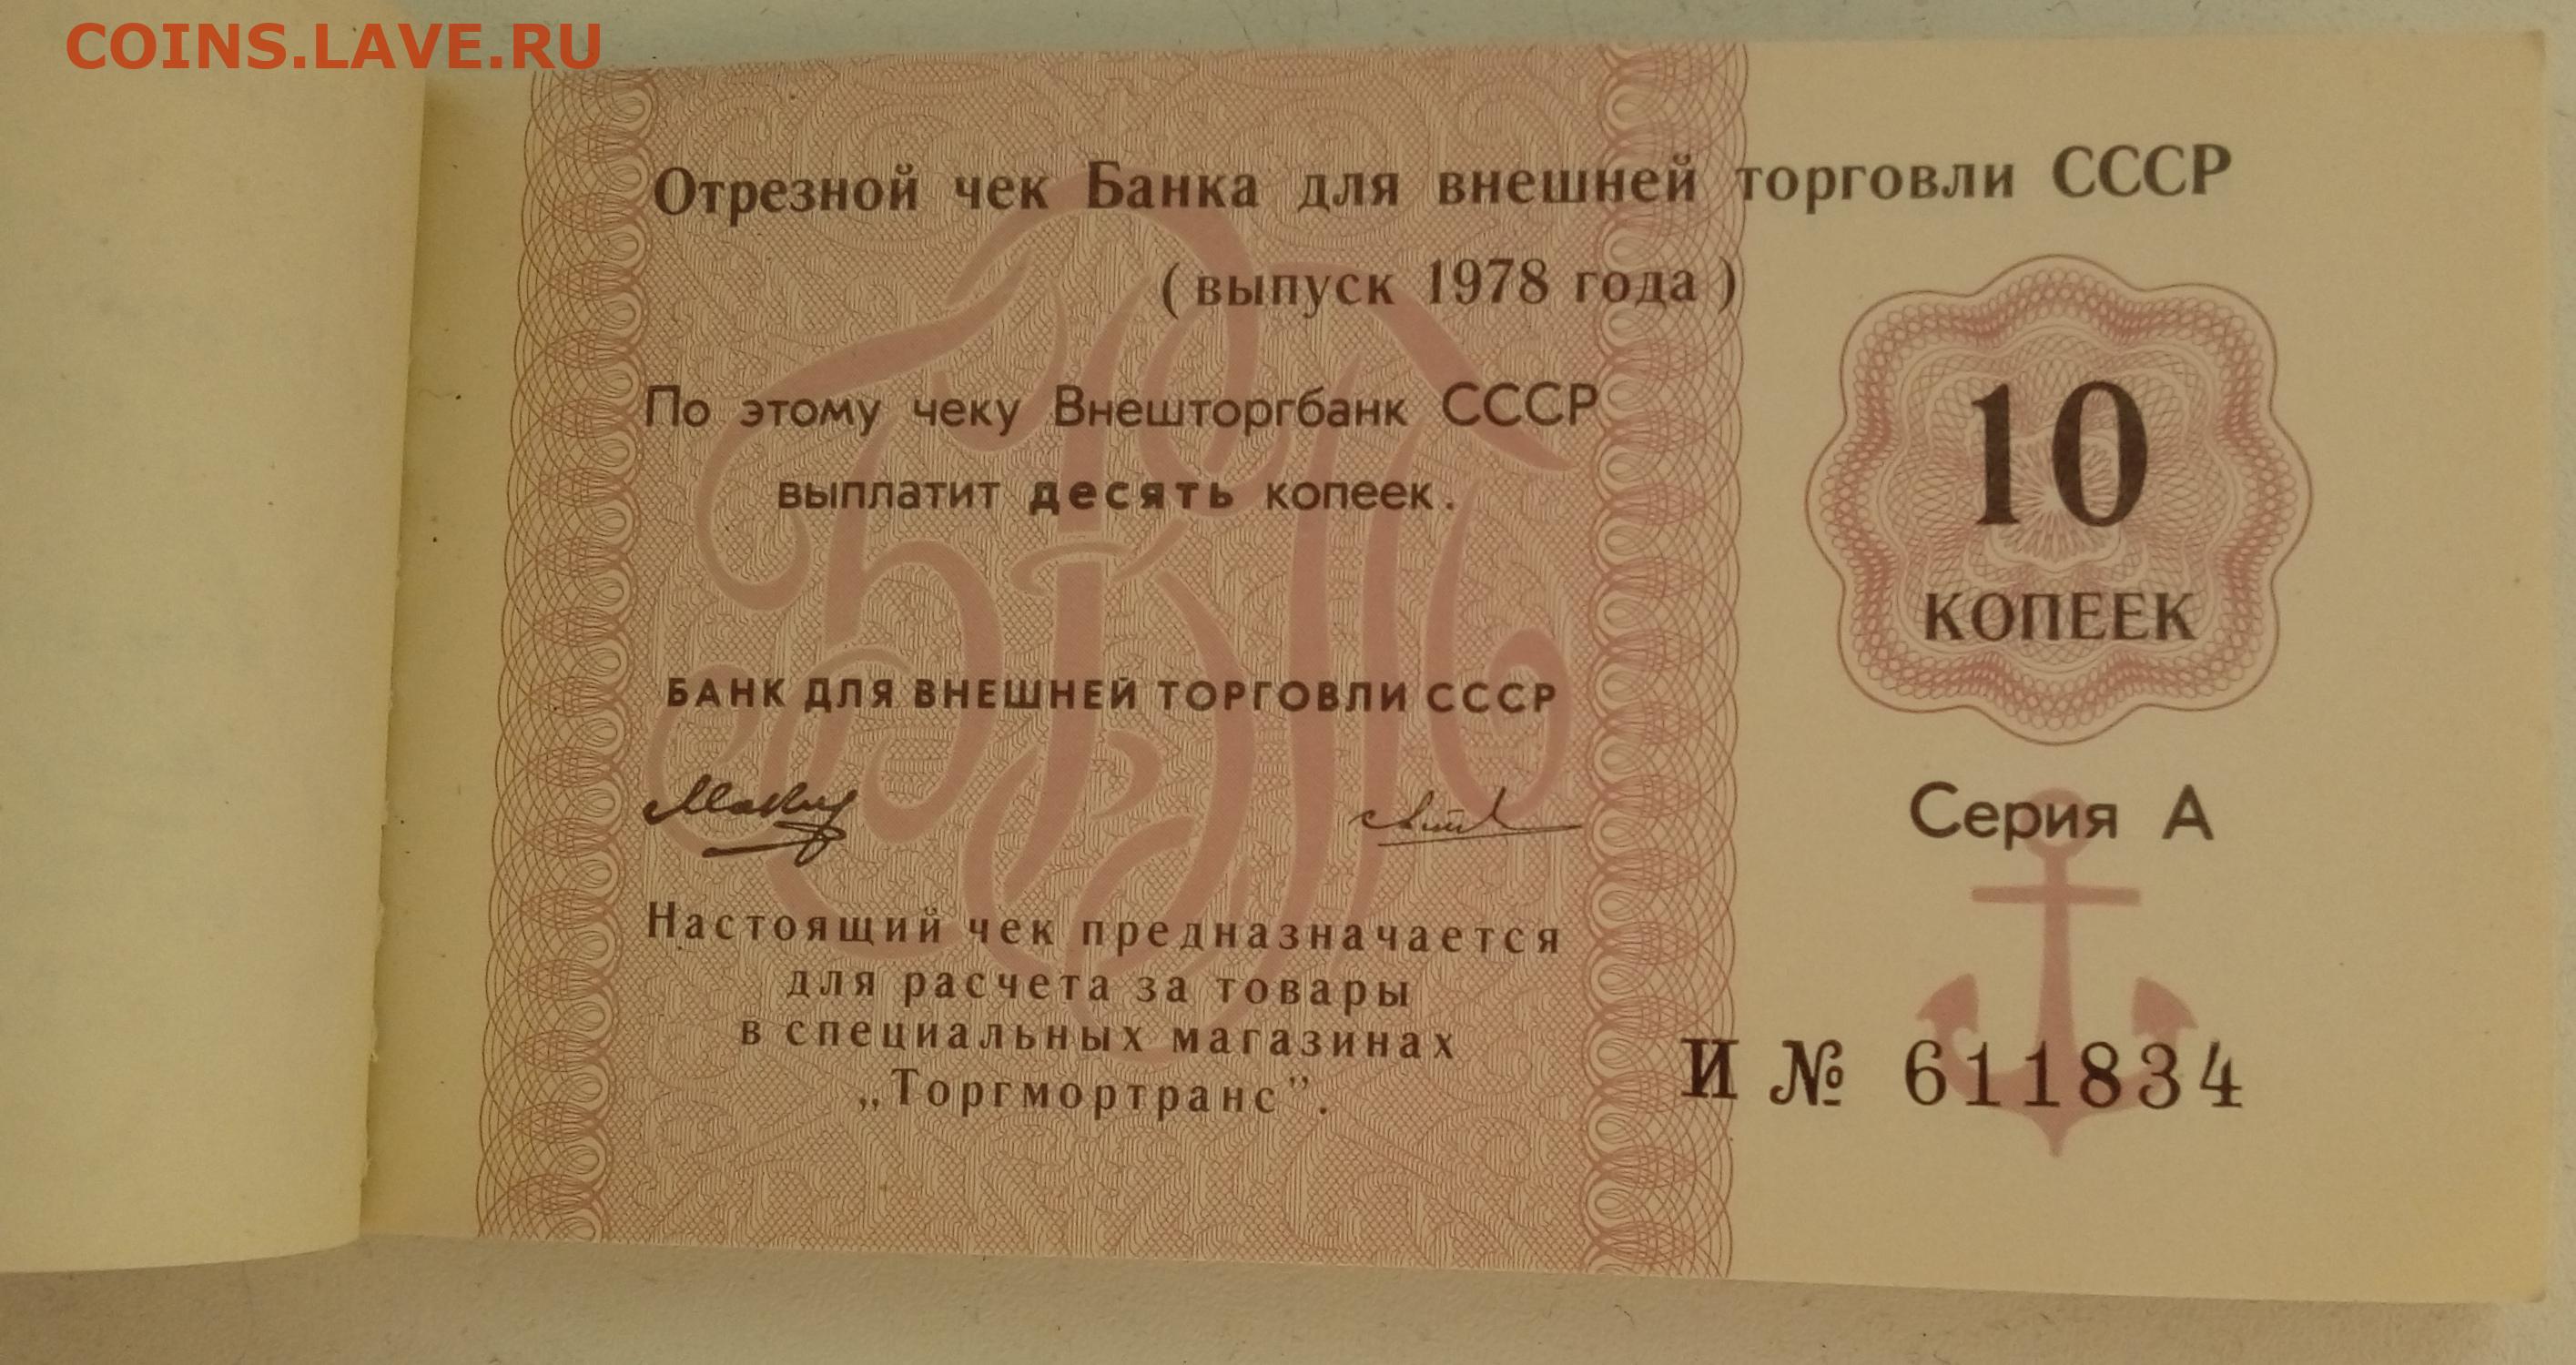 COINS.LAVE.RU
Отрезной чек Банка для внешней торговли СССР
(выпуск 1978 года)
По этому чеку Внешторгбанк СССР
выплатит десять копеек.
10
КОПЕЕК
БАНК ДЛЯ ВНЕШНЕЙ ТОРГОВЛИ СССР
Серия А
Настоящий чек предназначается
для расчета за товары
в специальных магазинах
„Торгмортранс”.
И № 611834